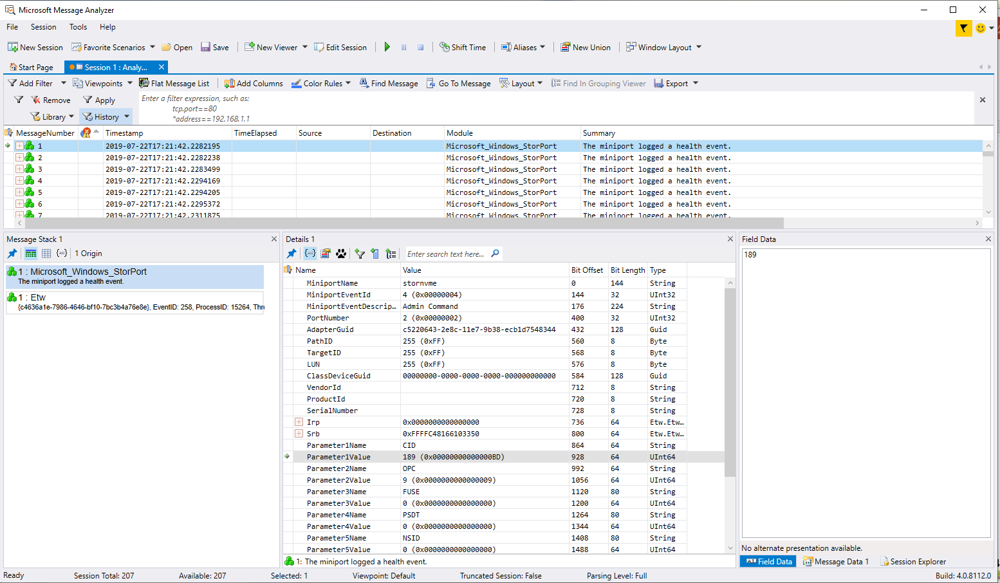 Microsoft Message Analyzer
File Session Tools Help
New Session Favorite Scenarios Open Save New Viewer Edit Session Shift Time Aliases New Union Window Layout
Start Page Session 1 : Analy...
Add Filter Viewpoints Flat Message List Add Columns Color Rules Find Message Go To Message Layout Find In Grouping Viewer Export
Remove Apply
Library History
Enter a filter expression, such as:
tcp.port==80
*address==192.168.1.1
MessageNumber Timestamp TimeElapsed Source Destination Module Summary
1 2019-07-22T17:21:42.2282195 Microsoft_Windows_StorPort The miniport logged a health event.
2 2019-07-22T17:21:42.2282238 Microsoft_Windows_StorPort The miniport logged a health event.
3 2019-07-22T17:21:42.2283499 Microsoft_Windows_StorPort The miniport logged a health event.
4 2019-07-22T17:21:42.2294169 Microsoft_Windows_StorPort The miniport logged a health event.
5 2019-07-22T17:21:42.2294205 Microsoft_Windows_StorPort The miniport logged a health event.
6 2019-07-22T17:21:42.2295372 Microsoft_Windows_StorPort The miniport logged a health event.
7 2019-07-22T17:21:42.2311875 Microsoft_Windows_StorPort The miniport logged a health event.
Message Stack 1
1 Origin
1 : Microsoft_Windows_StorPort
The miniport logged a health event.
1 : Etw
{c4636a1e-7986-4646-bf10-7bc3b4a76e8e}, EventID: 258, ProcessID: 15264, Thre
Details 1
Enter search text here...
Name Value Bit Offset Bit Length Type
MiniportName stornvme 0 144 String
MiniportEventId 4 (0x00000004) 144 32 UInt32
MiniportEventDescrip... Admin Command 176 224 String
PortNumber 2 (0x00000002) 400 32 UInt32
AdapterGuid c5220643-2e8c-11e7-9b38-ecb1d7548344 432 128 Guid
PathID 255 (0xFF) 560 8 Byte
TargetID 255 (0xFF) 568 8 Byte
LUN 255 (0xFF) 576 8 Byte
ClassDeviceGuid 00000000-0000-0000-0000-000000000000 584 128 Guid
VendorId 712 8 String
ProductId 720 8 String
SerialNumber 728 8 String
Irp 0x0000000000000000 736 64 Etw.Etw...
Srb 0xFFFFC48166103350 800 64 Etw.Etw...
Parameter1Name CID 864 64 String
Parameter1Value 189 (0x00000000000000BD) 928 64 UInt64
Parameter2Name OPC 992 64 String
Parameter2Value 9 (0x0000000000000009) 1056 64 UInt64
Parameter3Name FUSE 1120 80 String
Parameter3Value 0 (0x0000000000000000) 1200 64 UInt64
Parameter4Name PSDT 1264 80 String
Parameter4Value 0 (0x0000000000000000) 1344 64 UInt64
Parameter5Name NSID 1408 80 String
Parameter5Value 0 (0x0000000000000000) 1488 64 UInt64
1: The miniport logged a health event.
Field Data
189
No alternate presentation available.
Field Data Message Data 1 Session Explorer
Ready Session Total: 207 Available: 207 Selected: 1 Viewpoint: Default Truncated Session: False Parsing Level: Full Build: 4.0.8112.0